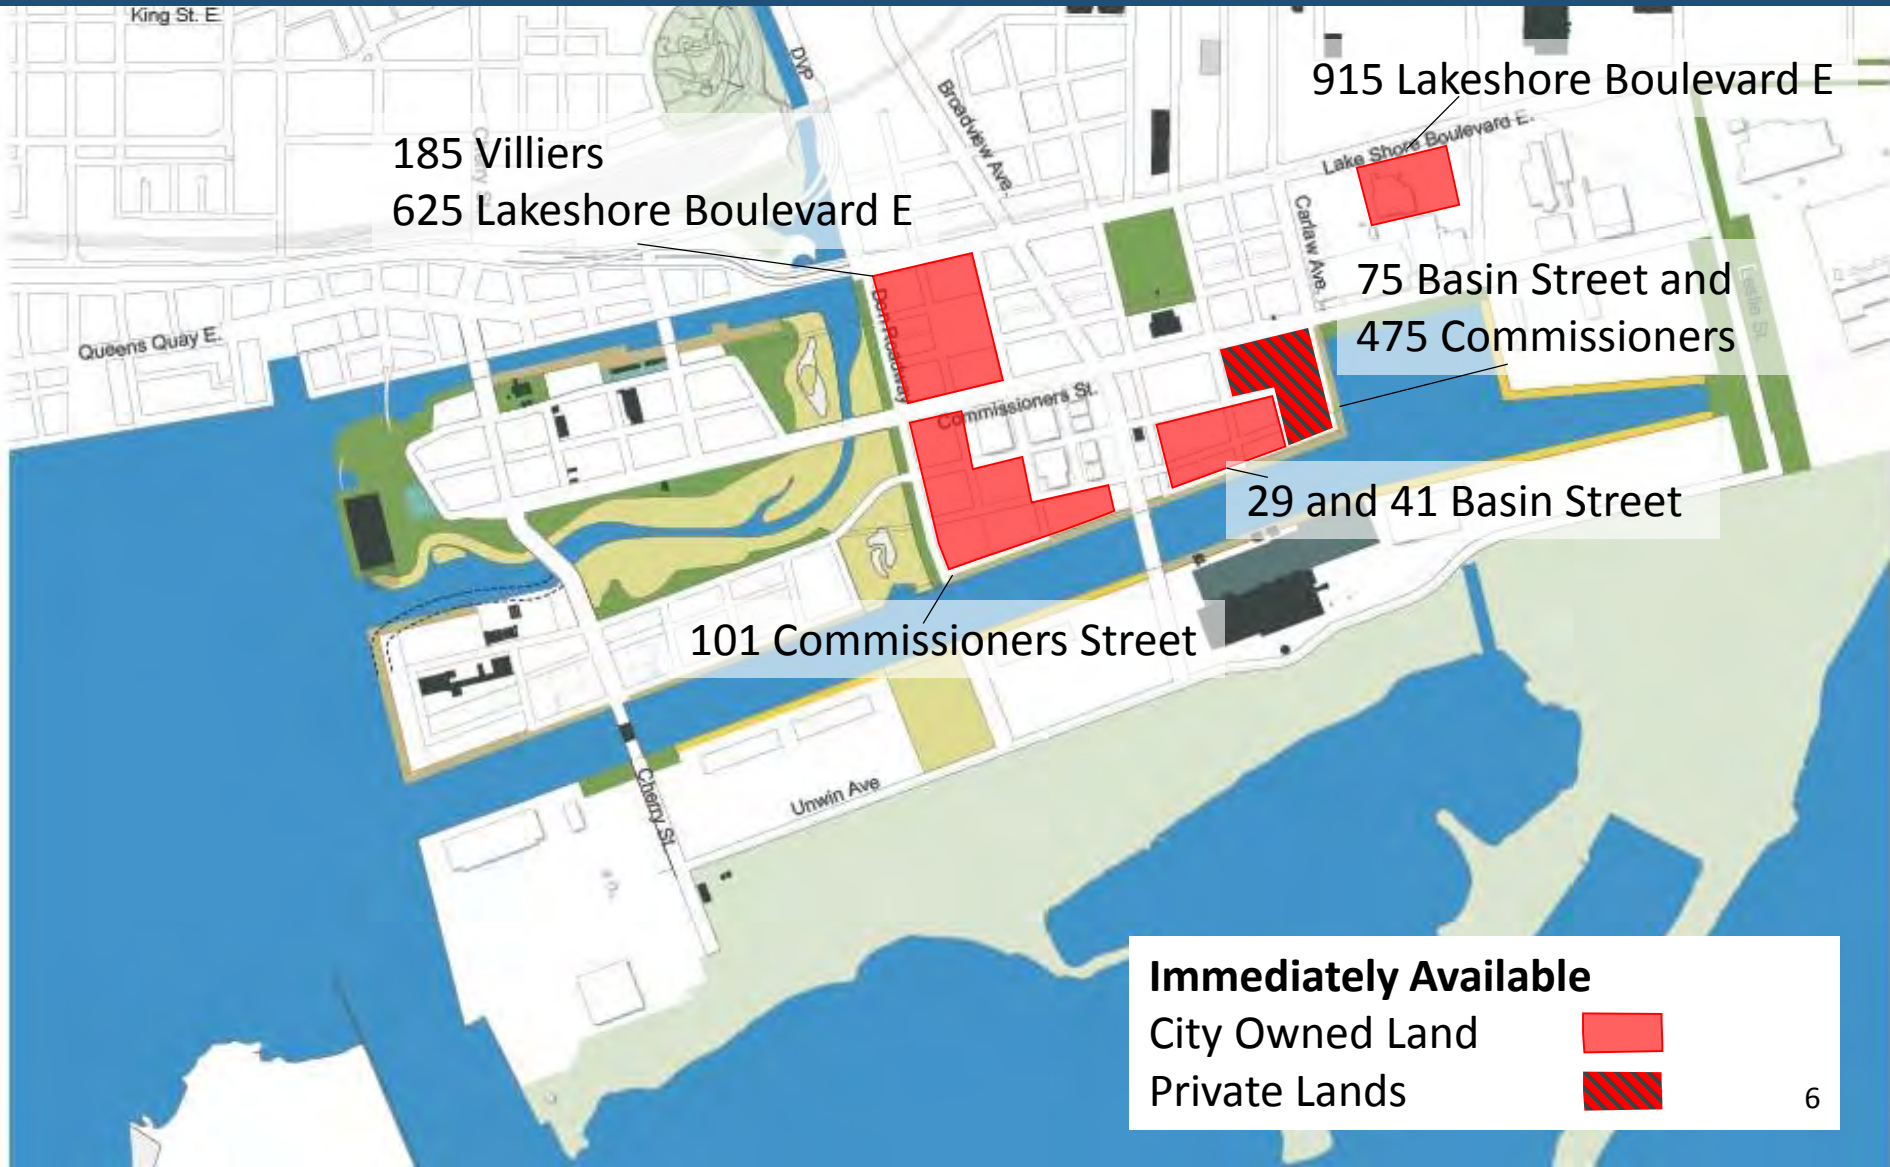 King St. E.
DVP
Broadview Ave.
915 Lakeshore Boulevard E
185 Villiers
625 Lakeshore Boulevard E
Lake Shore Boulevard E.
Carlaw Ave.
75 Basin Street and
475 Commissioners
Leslie St.
Don Roadway
Queens Quay E.
Commissioners St.
29 and 41 Basin Street
101 Commissioners Street
Cherry St.
Unwin Ave
Immediately Available
City Owned Land
Private Lands
6